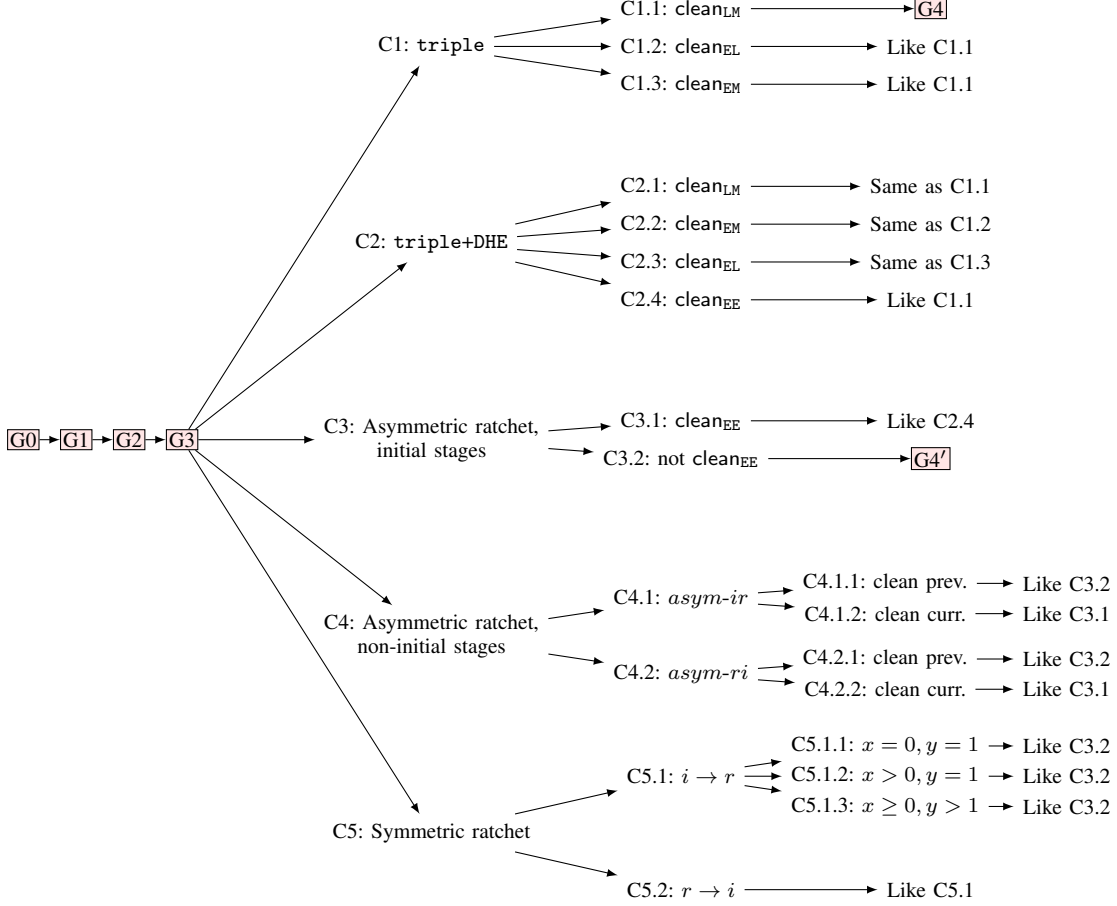 C1: triple
C1.1: clean_LM
G4
C1.2: clean_EL
Like C1.1
C1.3: clean_EM
Like C1.1
C2: triple+DHE
C2.1: clean_LM
Same as C1.1
C2.2: clean_EM
Same as C1.2
C2.3: clean_EL
Same as C1.3
C2.4: clean_EE
Like C1.1
G0
G1
G2
G3
C3: Asymmetric ratchet,
initial stages
C3.1: clean_EE
Like C2.4
C3.2: not clean_EE
G4′
C4: Asymmetric ratchet,
non-initial stages
C4.1: asym-ir
C4.1.1: clean prev.
Like C3.2
C4.1.2: clean curr.
Like C3.1
C4.2: asym-ri
C4.2.1: clean prev.
Like C3.2
C4.2.2: clean curr.
Like C3.1
C5: Symmetric ratchet
C5.1: i → r
C5.1.1: x = 0, y = 1
Like C3.2
C5.1.2: x > 0, y = 1
Like C3.2
C5.1.3: x ≥ 0, y > 1
Like C3.2
C5.2: r → i
Like C5.1